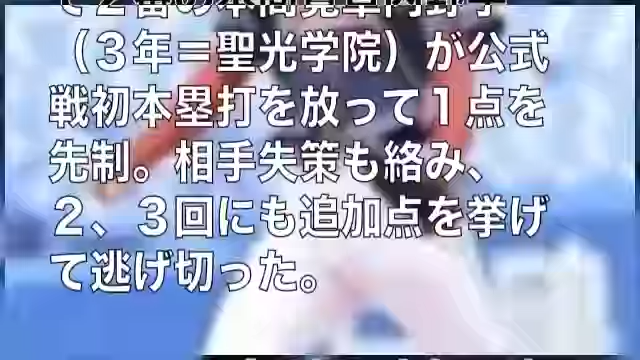 （３年＝聖光学院）が公式
戦初本塁打を放って１点を
先制。相手失策も絡み、
２、３回にも追加点を挙げ
て逃げ切った。